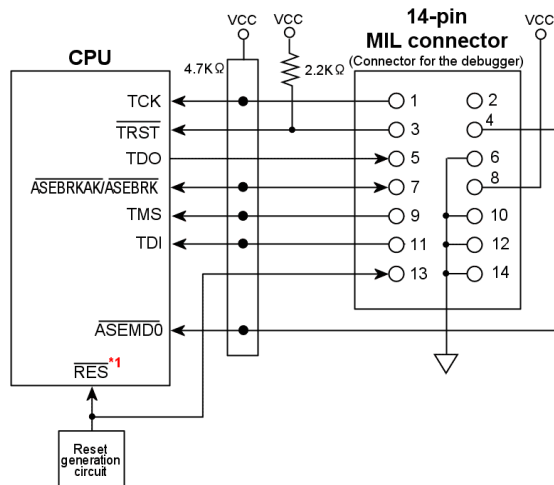 VCC VCC 14-pin VCC
MIL connector
(Connector for the debugger)
CPU 4.7KΩ 2.2KΩ
TCK 1 2
TRST 3 4
TDO 5 6
ASEBRKAK/ASEBRK 7 8
TMS 9 10
TDI 11 12
13 14
ASEMD0
RES*1
Reset
generation
circuit